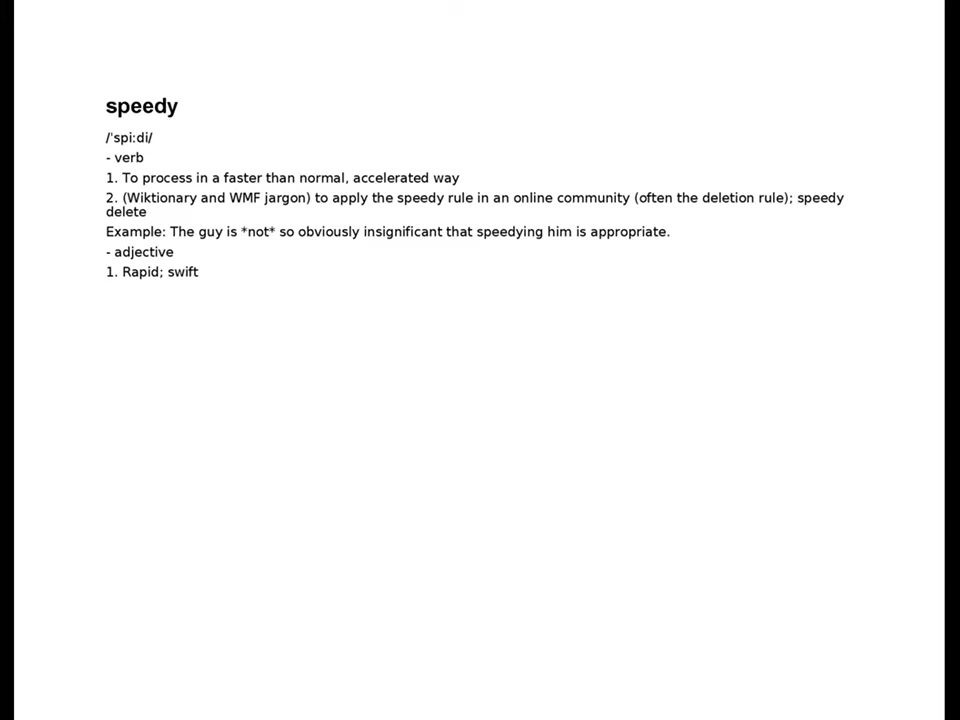 speedy
/ˈspiːdi/
- verb
1. To process in a faster than normal, accelerated way
2. (Wiktionary and WMF jargon) to apply the speedy rule in an online community (often the deletion rule); speedy
delete
Example: The guy is *not* so obviously insignificant that speedying him is appropriate.
- adjective
1. Rapid; swift